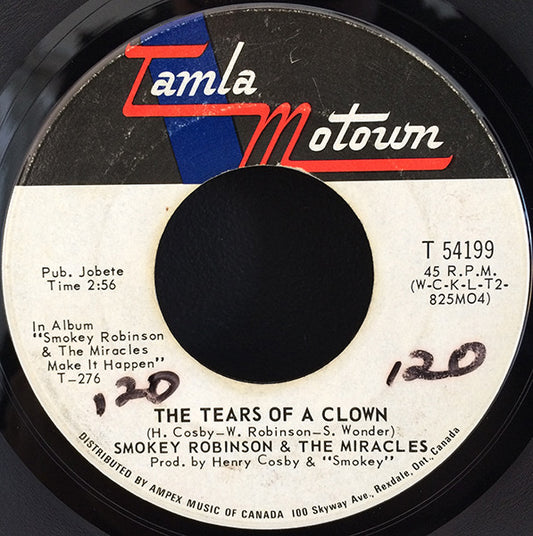 Tamla
Motown
T 54199
45 R.P.M.
(W-C-K-L-T2-
825MO4)
Pub. Jobete
Time 2:56
In Album
"Smokey Robinson
& The Miracles
Make It Happen"
T-276
,120
,120
THE TEARS OF A CLOWN
(H. Cosby-W. Robinson-S. Wonder)
SMOKEY ROBINSON & THE MIRACLES
Prod. by Henry Cosby & "Smokey"
DISTRIBUTED BY AMPEX MUSIC OF CANADA 100 Skyway Ave., Rexdale, Ont., Canada